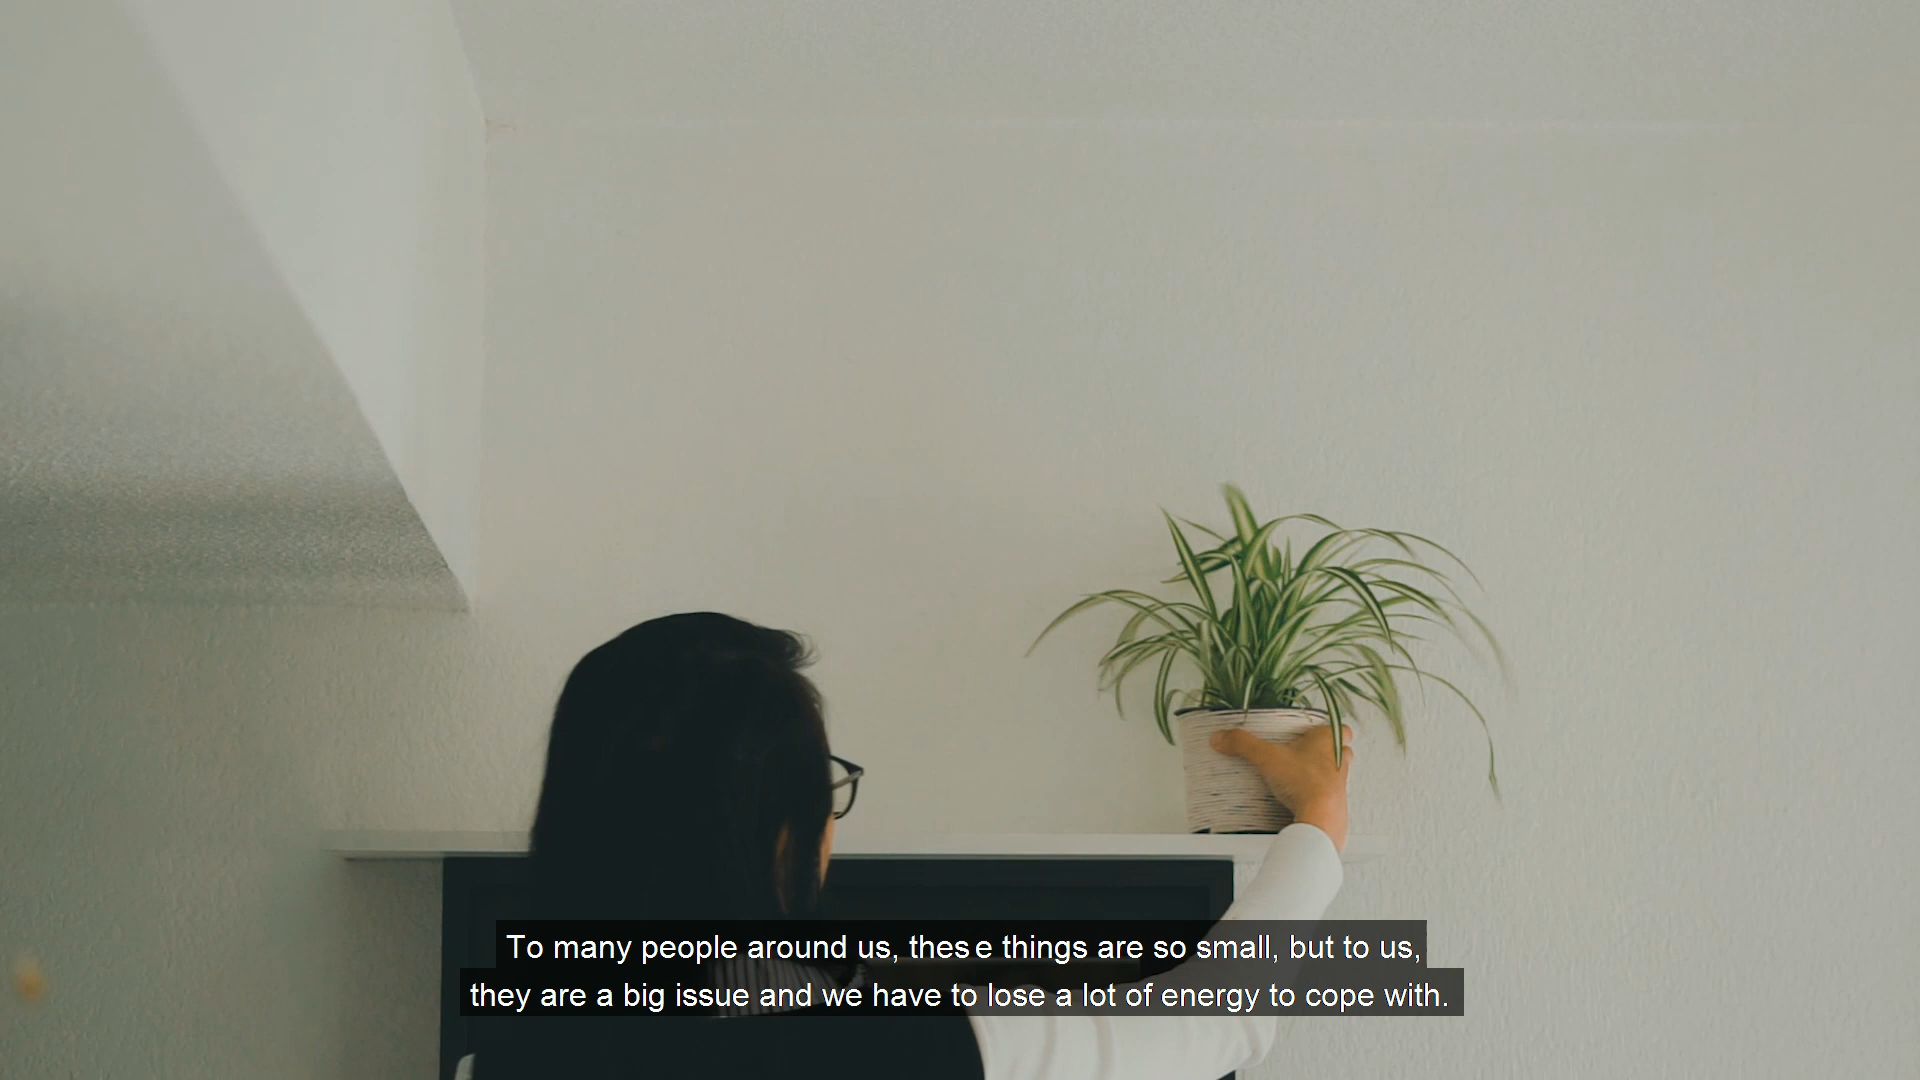 To many people around us, these things are so small, but to us,
they are a big issue and we have to lose a lot of energy to cope with.